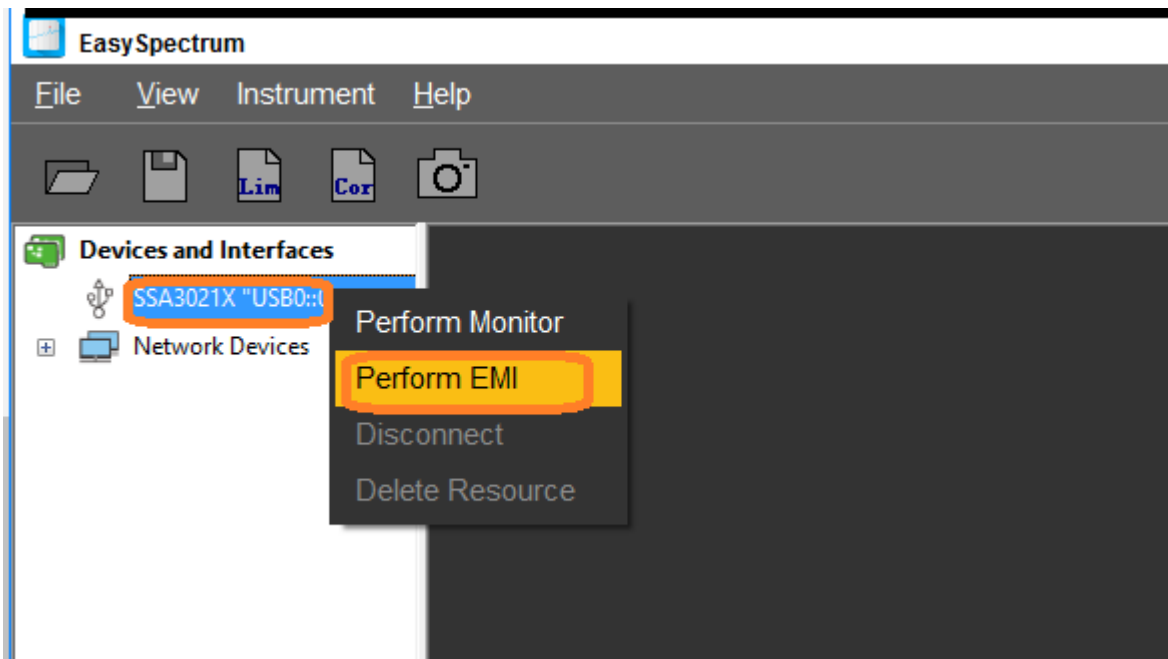 EasySpectrum
File View Instrument Help
Lim Cor
Devices and Interfaces
SSA3021X "USB0::
Network Devices
Perform Monitor
Perform EMI
Disconnect
Delete Resource